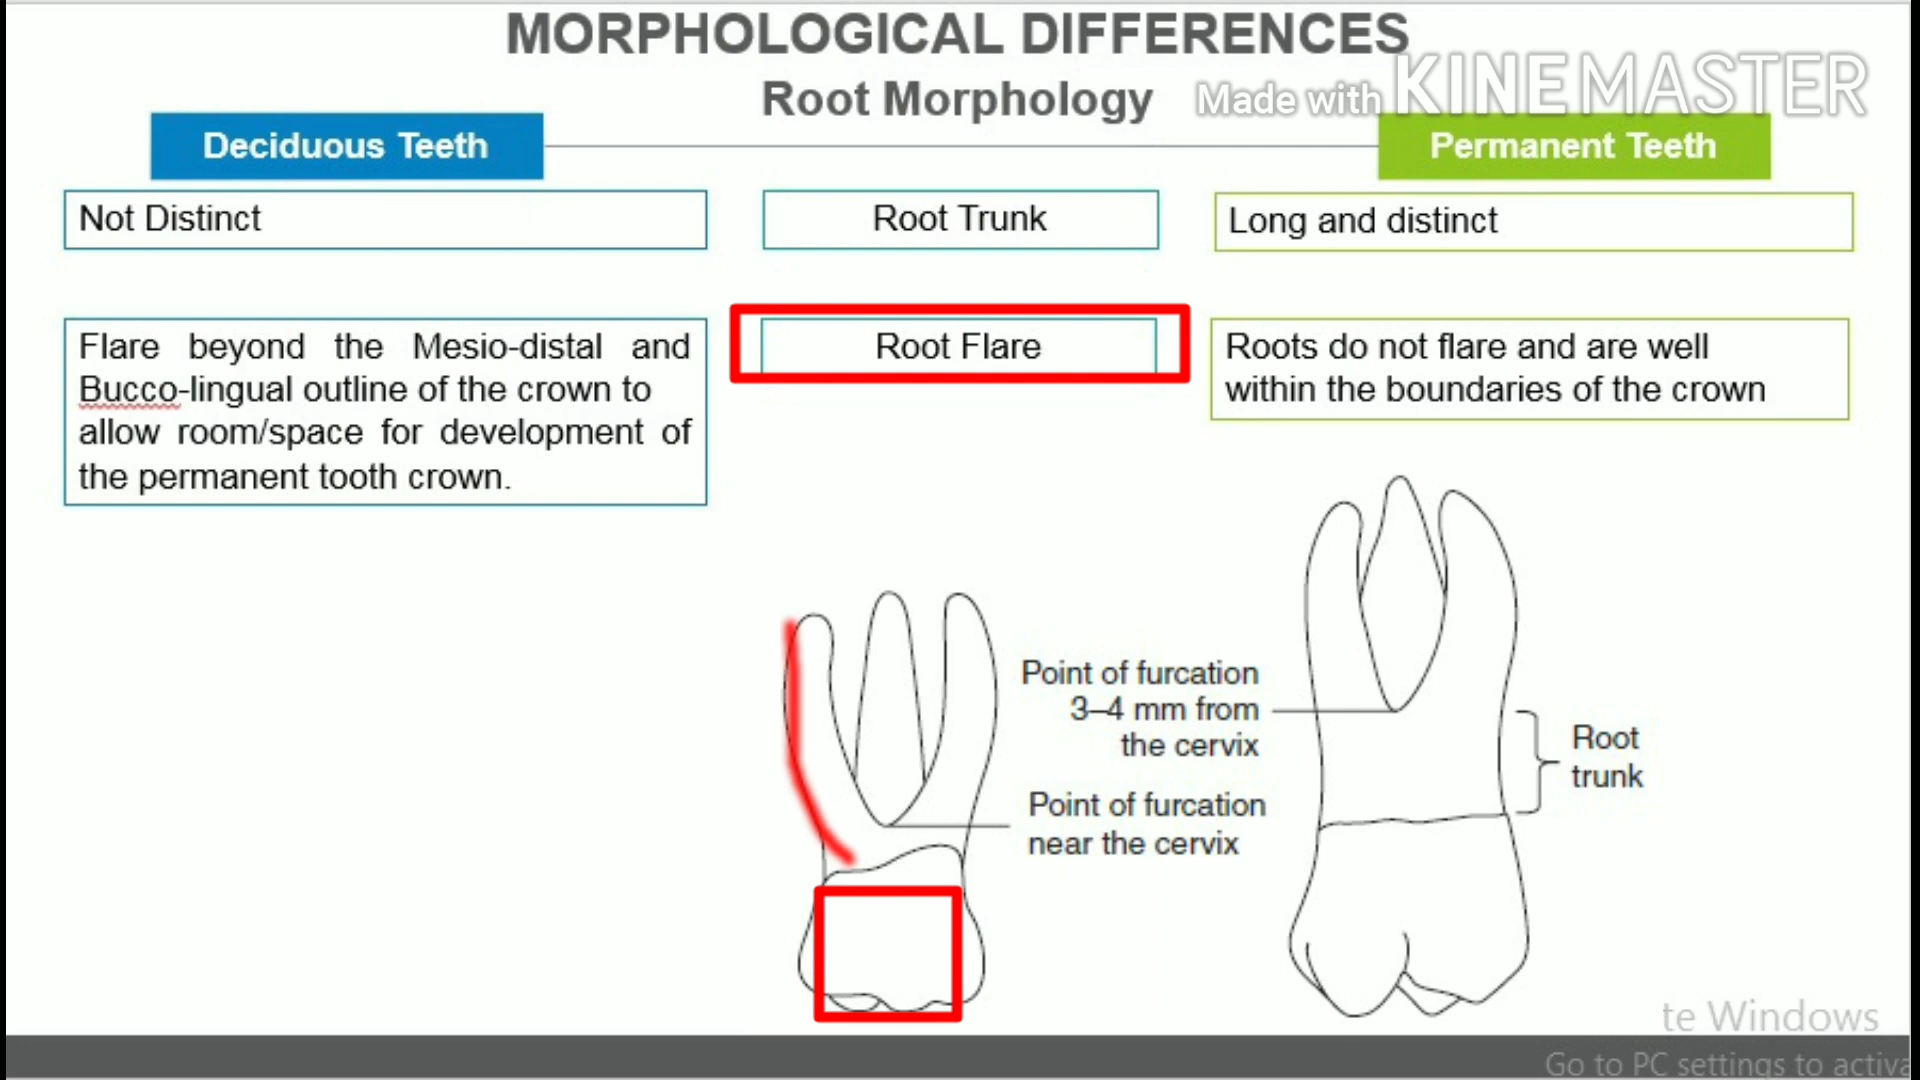 MORPHOLOGICAL DIFFERENCES
Root Morphology
Made with KINEMASTER
Deciduous Teeth
Permanent Teeth
Not Distinct
Root Trunk
Long and distinct
Flare beyond the Mesio-distal and
Bucco-lingual outline of the crown to
allow room/space for development of
the permanent tooth crown.
Root Flare
Roots do not flare and are well
within the boundaries of the crown
Point of furcation
3–4 mm from
the cervix
Root
trunk
Point of furcation
near the cervix
te Windows
Go to PC settings to activa